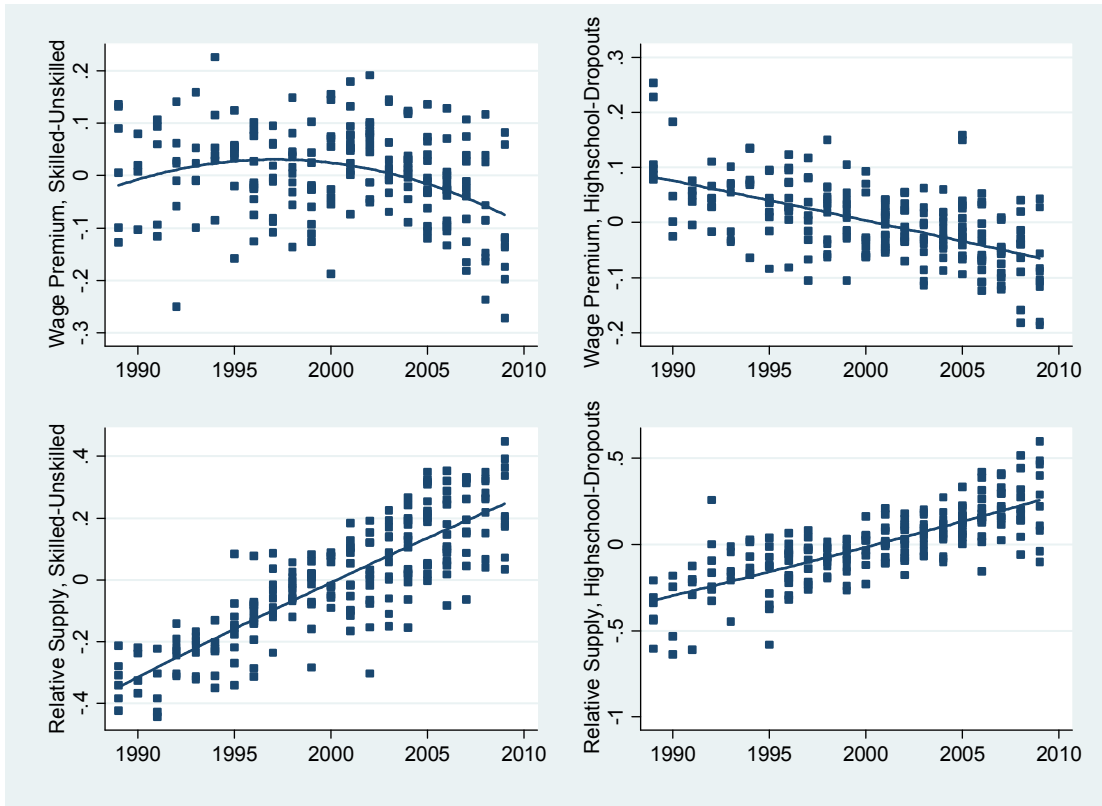 Wage Premium, Skilled-Unskilled
.2
.1
0
-.1
-.2
-.3
1990 1995 2000 2005 2010
Wage Premium, Highschool-Dropouts
.3
.2
.1
0
-.1
-.2
1990 1995 2000 2005 2010
Relative Supply, Skilled-Unskilled
.4
.2
0
-.2
-.4
1990 1995 2000 2005 2010
Relative Supply, Highschool-Dropouts
.5
0
-.5
-1
1990 1995 2000 2005 2010